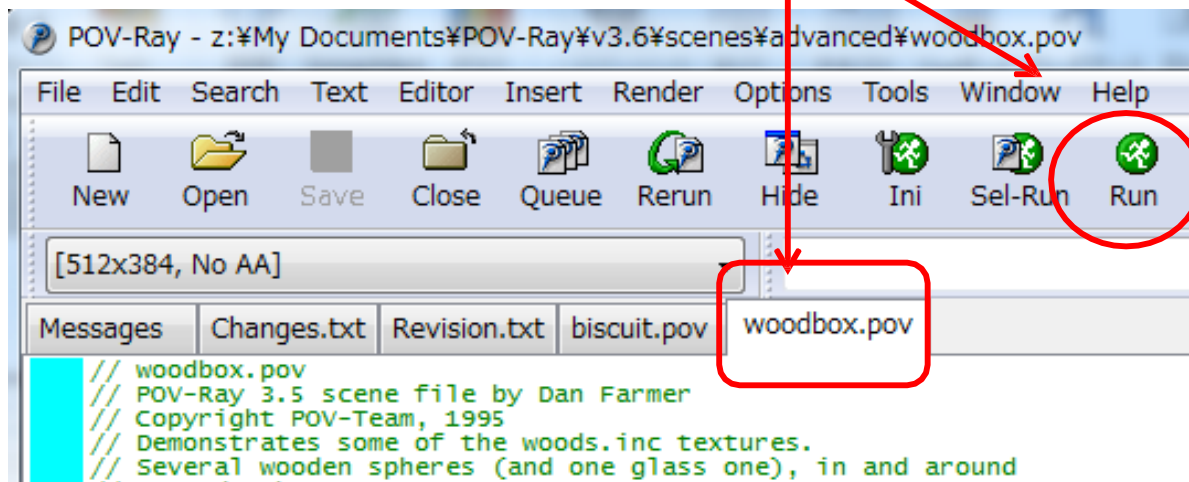 POV-Ray - z:¥My Documents¥POV-Ray¥v3.6¥scenes¥advanced¥woodbox.pov
File Edit Search Text Editor Insert Render Options Tools Window Help
New Open Save Close Queue Rerun Hide Ini Sel-Run Run
[512x384, No AA]
Messages Changes.txt Revision.txt biscuit.pov woodbox.pov
// woodbox.pov
// POV-Ray 3.5 scene file by Dan Farmer
// Copyright POV-Team, 1995
// Demonstrates some of the woods.inc textures.
// Several wooden spheres (and one glass one), in and around